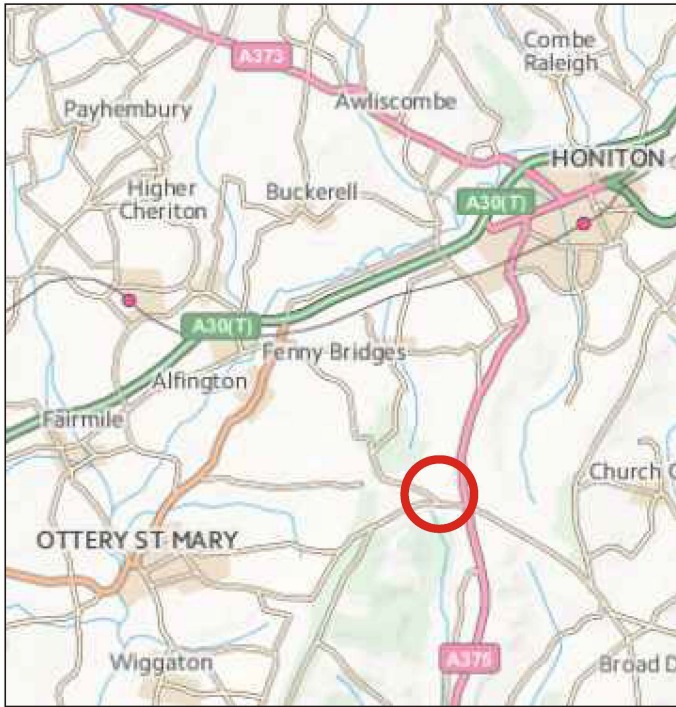 A373
Combe
Raleigh
Payhembury
Awliscombe
HONITON
Higher
Cheriton
Buckerell
A30(T)
A30(T)
Fenny Bridges
Alfington
Fairmile
Church
OTTERY ST MARY
Wiggaton
A375
Broad